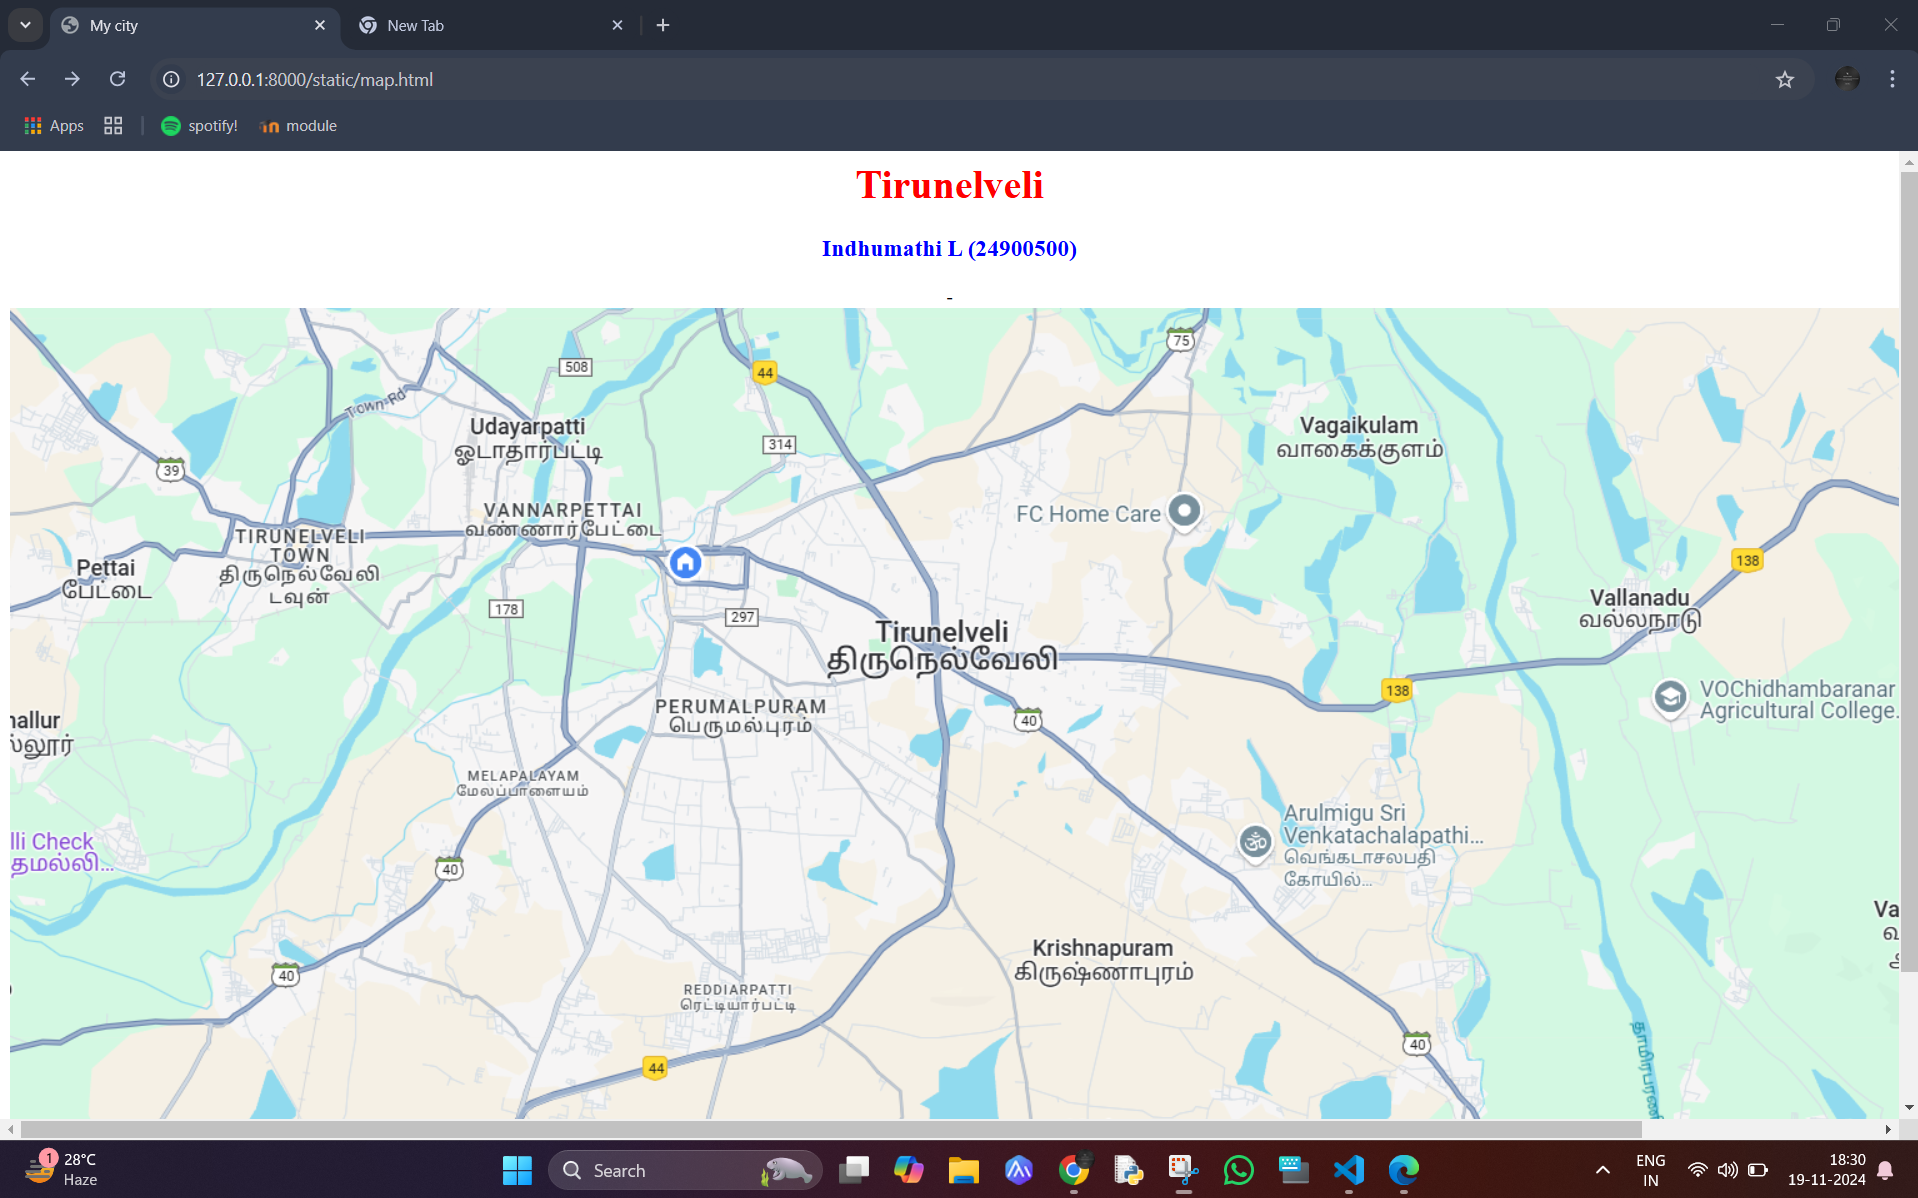 My city
New Tab
127.0.0.1:8000/static/map.html
Apps
spotify!
module
Tirunelveli
Indhumathi L (24900500)
-
75
508
44
Town Rd
Udayarpatti
ஓடாதார்பட்டி
Vagaikulam
வாகைக்குளம்
314
39
VANNARPETTAI
வண்ணார்பேட்டை
FC Home Care
TIRUNELVELI
TOWN
திருநெல்வேலி
டவுன்
Pettai
பேட்டை
138
Vallanadu
வல்லநாடு
178
297
Tirunelveli
திருநெல்வேலி
138
VOChidhambaranar
Agricultural College...
PERUMALPURAM
பெருமல்புரம்
40
nallur
ல்லூர்
MELAPALAYAM
மேலப்பாளையம்
Arulmigu Sri
Venkatachalapathi...
வெங்கடாசலபதி
கோயில்...
lli Check
தமல்லி...
40
Va
வ
Krishnapuram
கிருஷ்ணாபுரம்
40
REDDIARPATTI
ரெட்டியார்பட்டி
40
44
தாமிரபரணி
1
28°C
Haze
Search
ENG
IN
18:30
19-11-2024